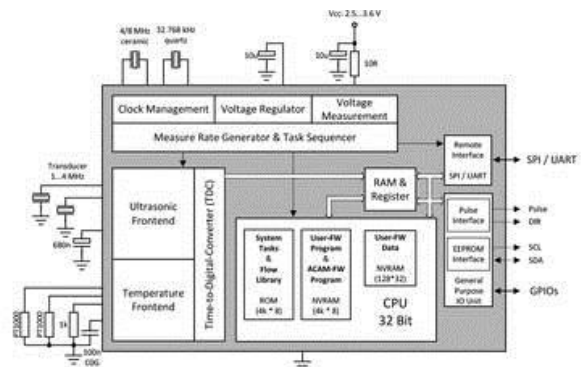 4/8 MHz
ceramic
32.768 kHz
quartz
10u
10u
Vcc. 2.5...3.6 V
10R
Clock Management
Voltage Regulator
Voltage
Measurement
Measure Rate Generator & Task Sequencer
Remote
Interface
SPI / UART
SPI / UART
Transducer
1...4 MHz
680n
Ultrasonic
Frontend
Temperature
Frontend
Time-to-Digital-Converter (TDC)
RAM &
Register
System
Tasks
&
Flow
Library
ROM
(4k * 8)
User-FW
Program
&
ACAM-FW
Program
NVRAM
(4k * 8)
User-FW
Data
NVRAM
(128*32)
CPU
32 Bit
Pulse
Interface
Pulse
DIR
EEPROM
Interface
SCL
SDA
General
Purpose
IO Unit
GPIOs
PT1000
PT1000
1k
100n
C0G